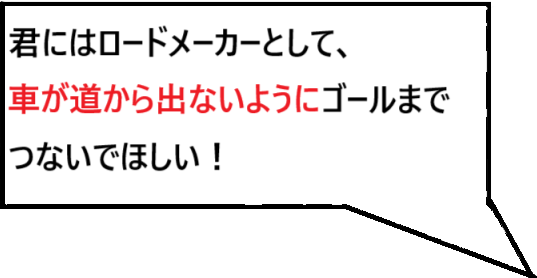 君にはロードメーカーとして、
車が道から出ないようにゴールまで
つないでほしい！